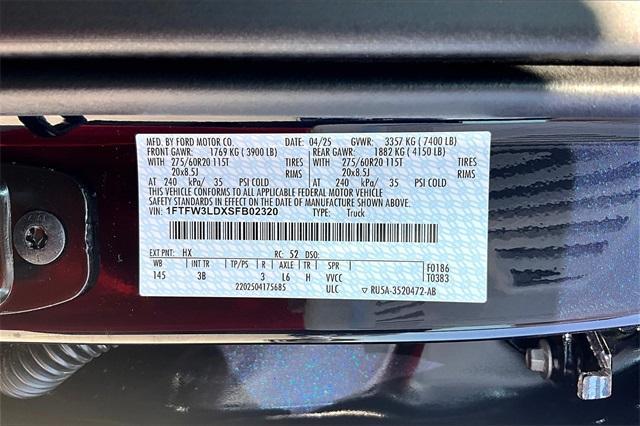 MFD. BY FORD MOTOR CO. DATE: 04/25 GVWR: 3357 KG (7400 LB)
FRONT GAWR: 1769 KG (3900 LB) REAR GAWR: 1882 KG (4150 LB)
WITH 275/60R20 115T TIRES WITH 275/60R20 115T TIRES
20x8.5J RIMS 20x8.5J RIMS
AT 240 kPa/ 35 PSI COLD AT 240 kPa/ 35 PSI COLD
THIS VEHICLE CONFORMS TO ALL APPLICABLE FEDERAL MOTOR VEHICLE
SAFETY STANDARDS IN EFFECT ON THE DATE OF MANUFACTURE SHOWN ABOVE.
VIN: 1FTFW3LDXSFB02320 TYPE: Truck
EXT PNT: HX RC: 52 DSO:
WB INT TR TP/PS R AXLE TR SPR F0186
145 3B 3 L6 H VVCC T0383
2202504175685 ULC ▽ RU5A-3520472-AB